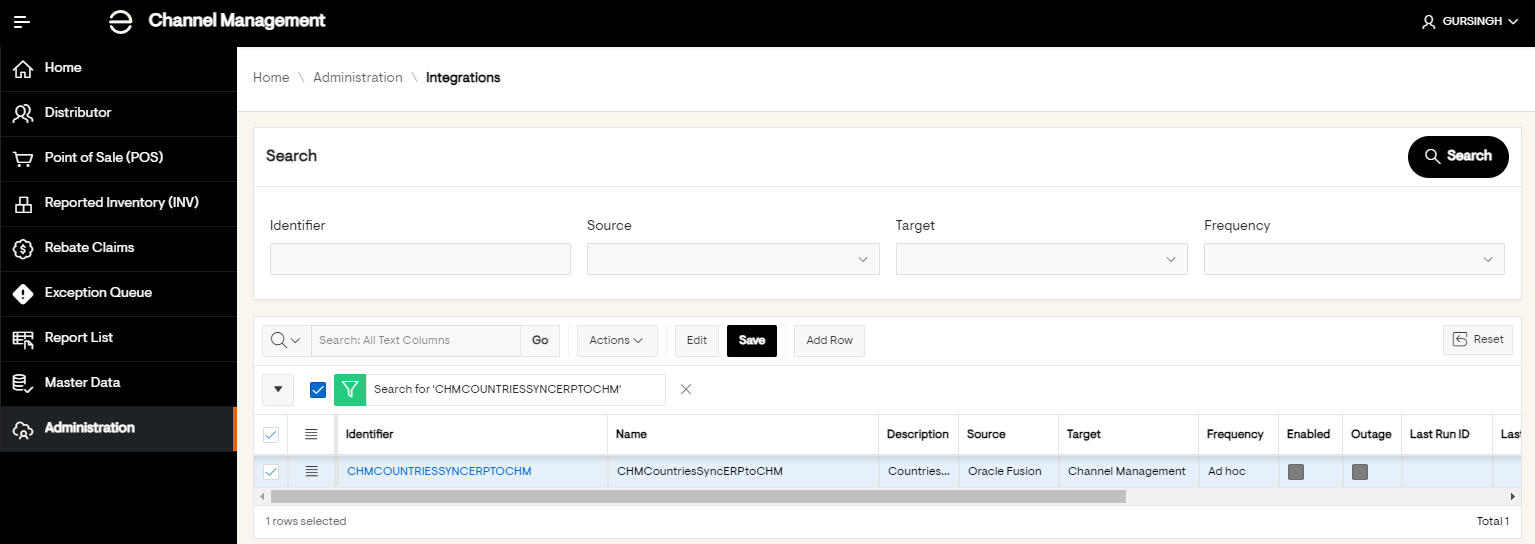 Channel Management
GURSINGH
Home
Distributor
Point of Sale (POS)
Reported Inventory (INV)
Rebate Claims
Exception Queue
Report List
Master Data
Administration
Home \ Administration \ Integrations
Search
Search
Identifier Source Target Frequency
Search: All Text Columns Go Actions Edit Save Add Row Reset
Search for 'CHMCOUNTRIESSYNCERPTOCHM'
Identifier Name Description Source Target Frequency Enabled Outage Last Run ID Last
CHMCOUNTRIESSYNCERPTOCHM CHMCountriesSyncERPtoCHM Countries... Oracle Fusion Channel Management Ad hoc
1 rows selected Total 1